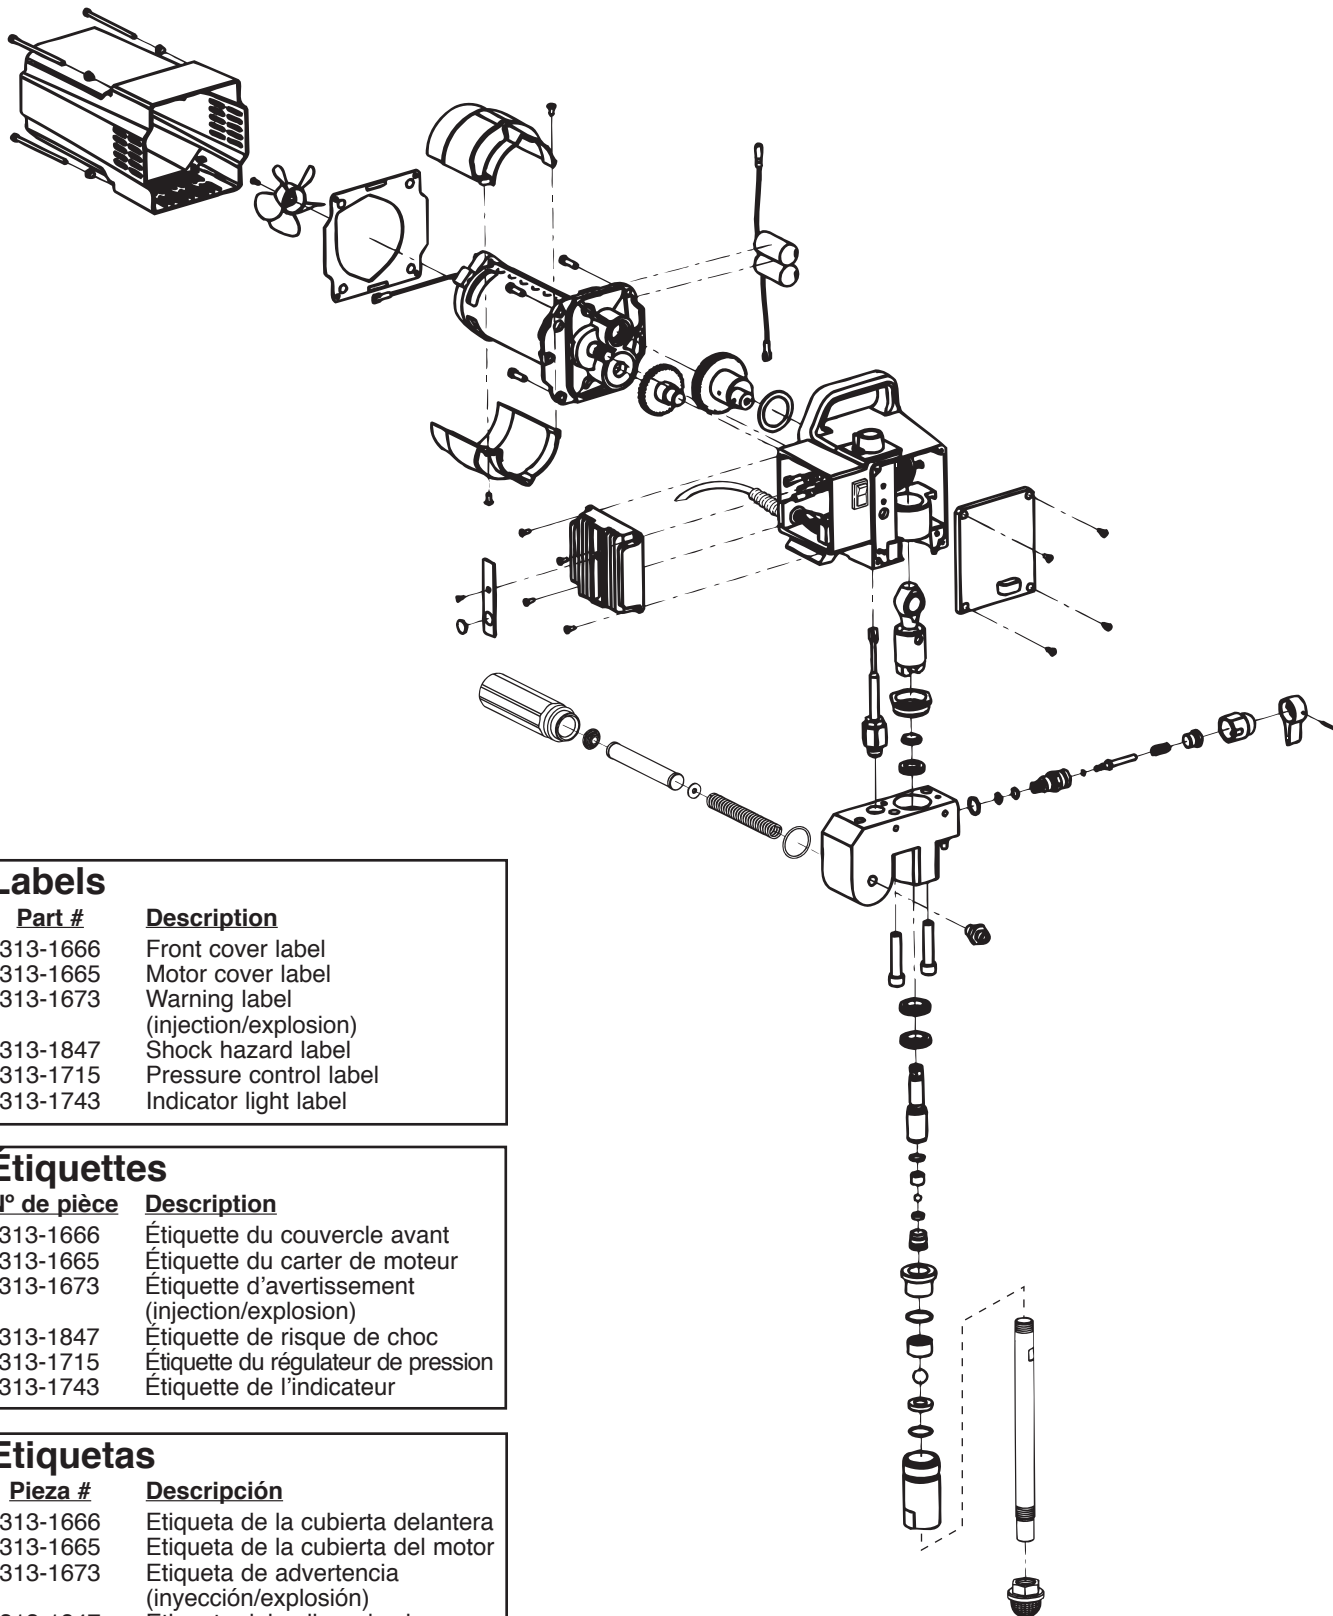 Labels
Part # Description
313-1666 Front cover label
313-1665 Motor cover label
313-1673 Warning label
(injection/explosion)
313-1847 Shock hazard label
313-1715 Pressure control label
313-1743 Indicator light label
Étiquettes
Nº de pièce Description
313-1666 Étiquette du couvercle avant
313-1665 Étiquette du carter de moteur
313-1673 Étiquette d’avertissement
(injection/explosion)
313-1847 Étiquette de risque de choc
313-1715 Étiquette du régulateur de pression
313-1743 Étiquette de l’indicateur
Etiquetas
Pieza # Descripción
313-1666 Etiqueta de la cubierta delantera
313-1665 Etiqueta de la cubierta del motor
313-1673 Etiqueta de advertencia
(inyección/explosión)